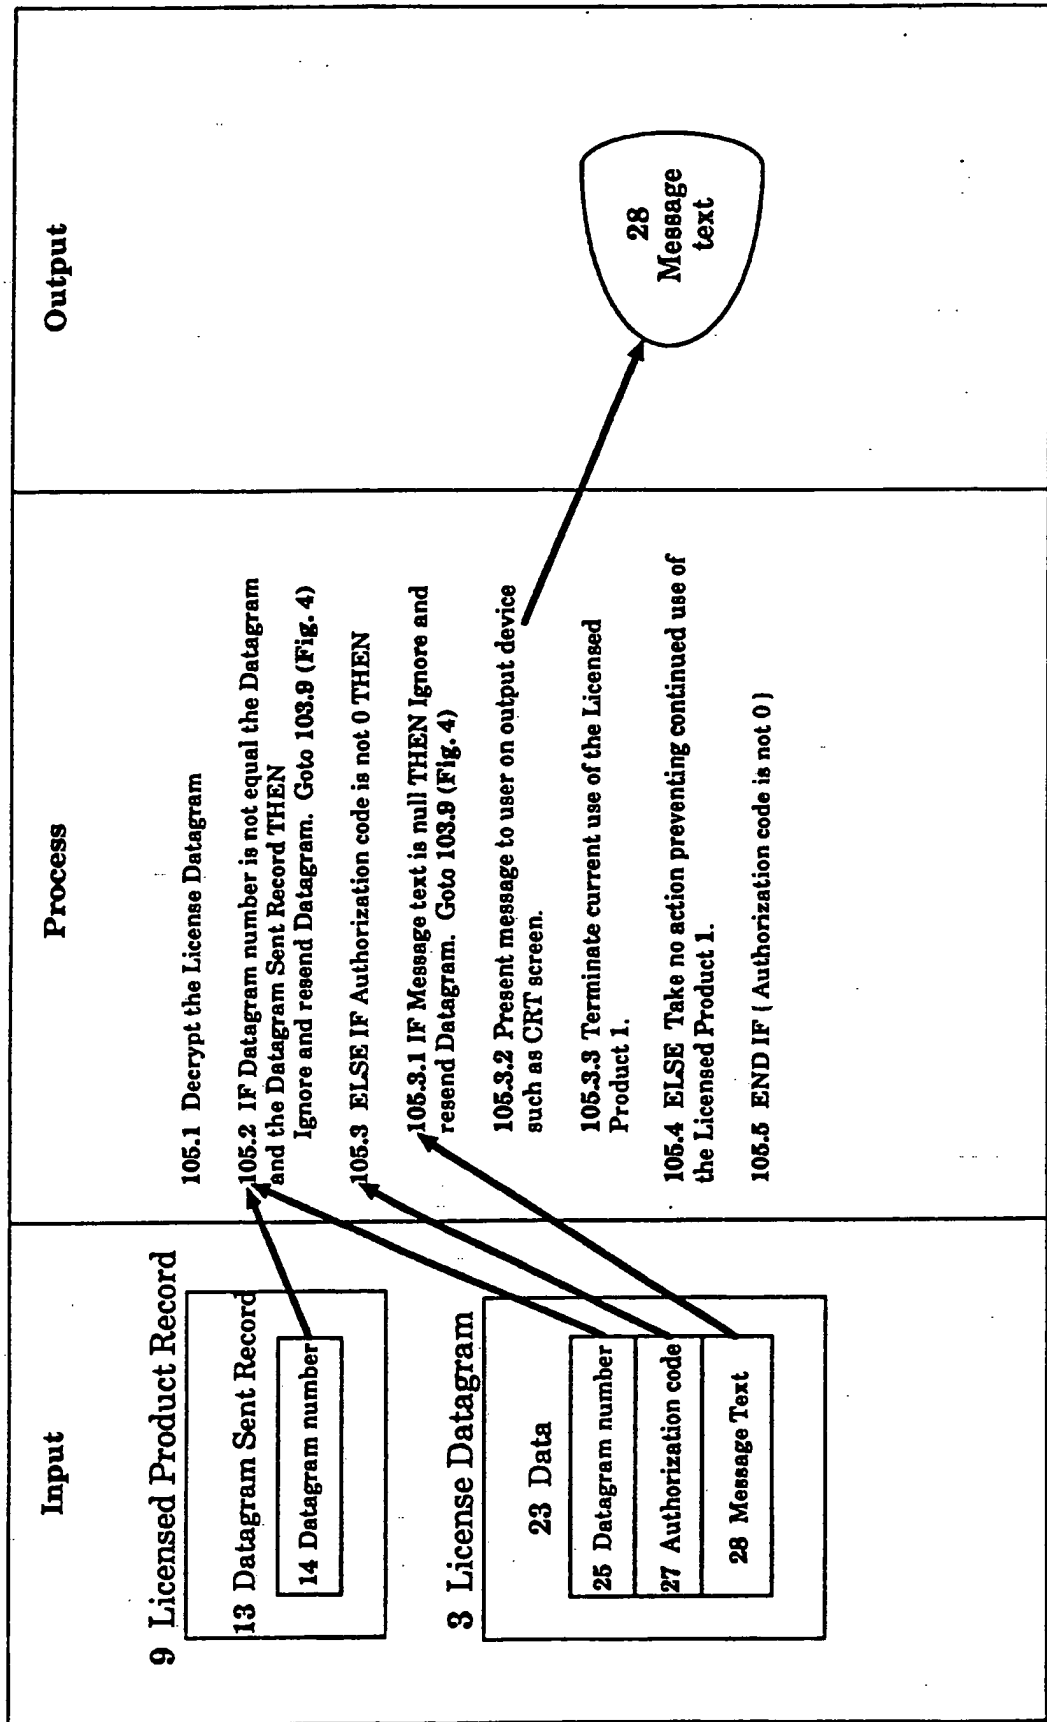 Input
9 Licensed Product Record
13 Datagram Sent Record
14 Datagram number
3 License Datagram
23 Data
25 Datagram number
27 Authorization code
28 Message Text
Process
105.1 Decrypt the License Datagram
105.2 IF Datagram number is not equal the Datagram
and the Datagram Sent Record THEN
Ignore and resend Datagram. Goto 103.9 (Fig. 4)
105.3 ELSE IF Authorization code is not 0 THEN
105.3.1 IF Message text is null THEN Ignore and
resend Datagram. Goto 103.9 (Fig. 4)
105.3.2 Present message to user on output device
such as CRT screen.
105.3.3 Terminate current use of the Licensed
Product 1.
105.4 ELSE Take no action preventing continued use of
the Licensed Product 1.
105.5 END IF { Authorization code is not 0 }
Output
28
Message
text